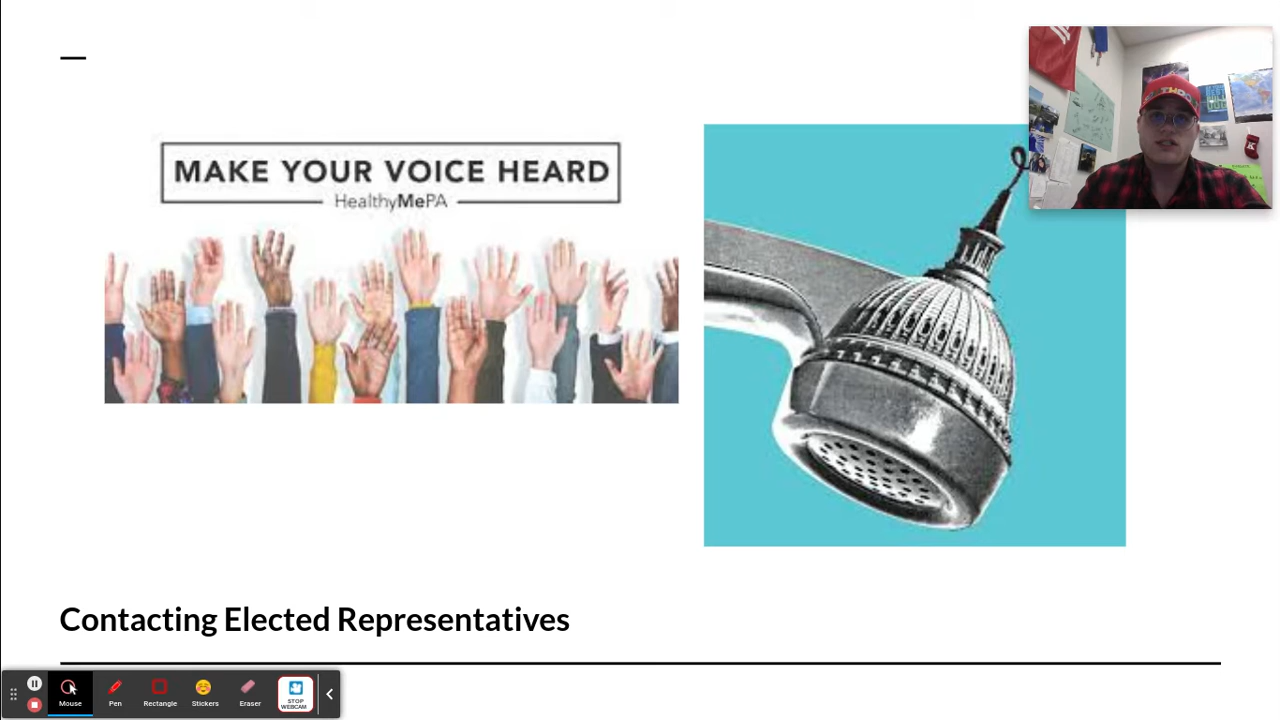 MAKE YOUR VOICE HEARD
HealthyMePA
Contacting Elected Representatives
Mouse
Pen
Rectangle
Stickers
Eraser
STOP
WEBCAM